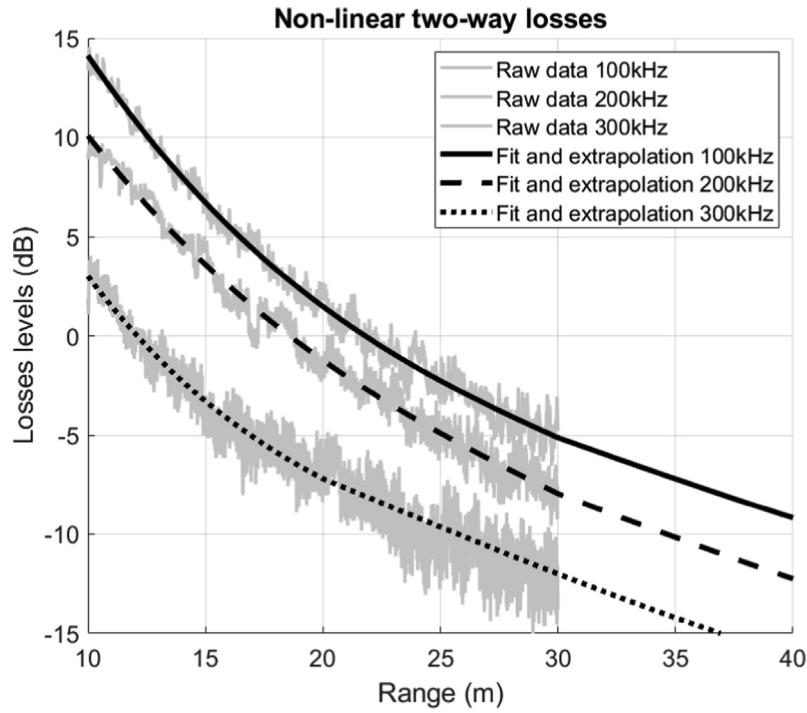 Non-linear two-way losses
15
10
5
0
-5
-10
-15
Losses levels (dB)
Raw data 100kHz
Raw data 200kHz
Raw data 300kHz
Fit and extrapolation 100kHz
Fit and extrapolation 200kHz
Fit and extrapolation 300kHz
10 15 20 25 30 35 40
Range (m)